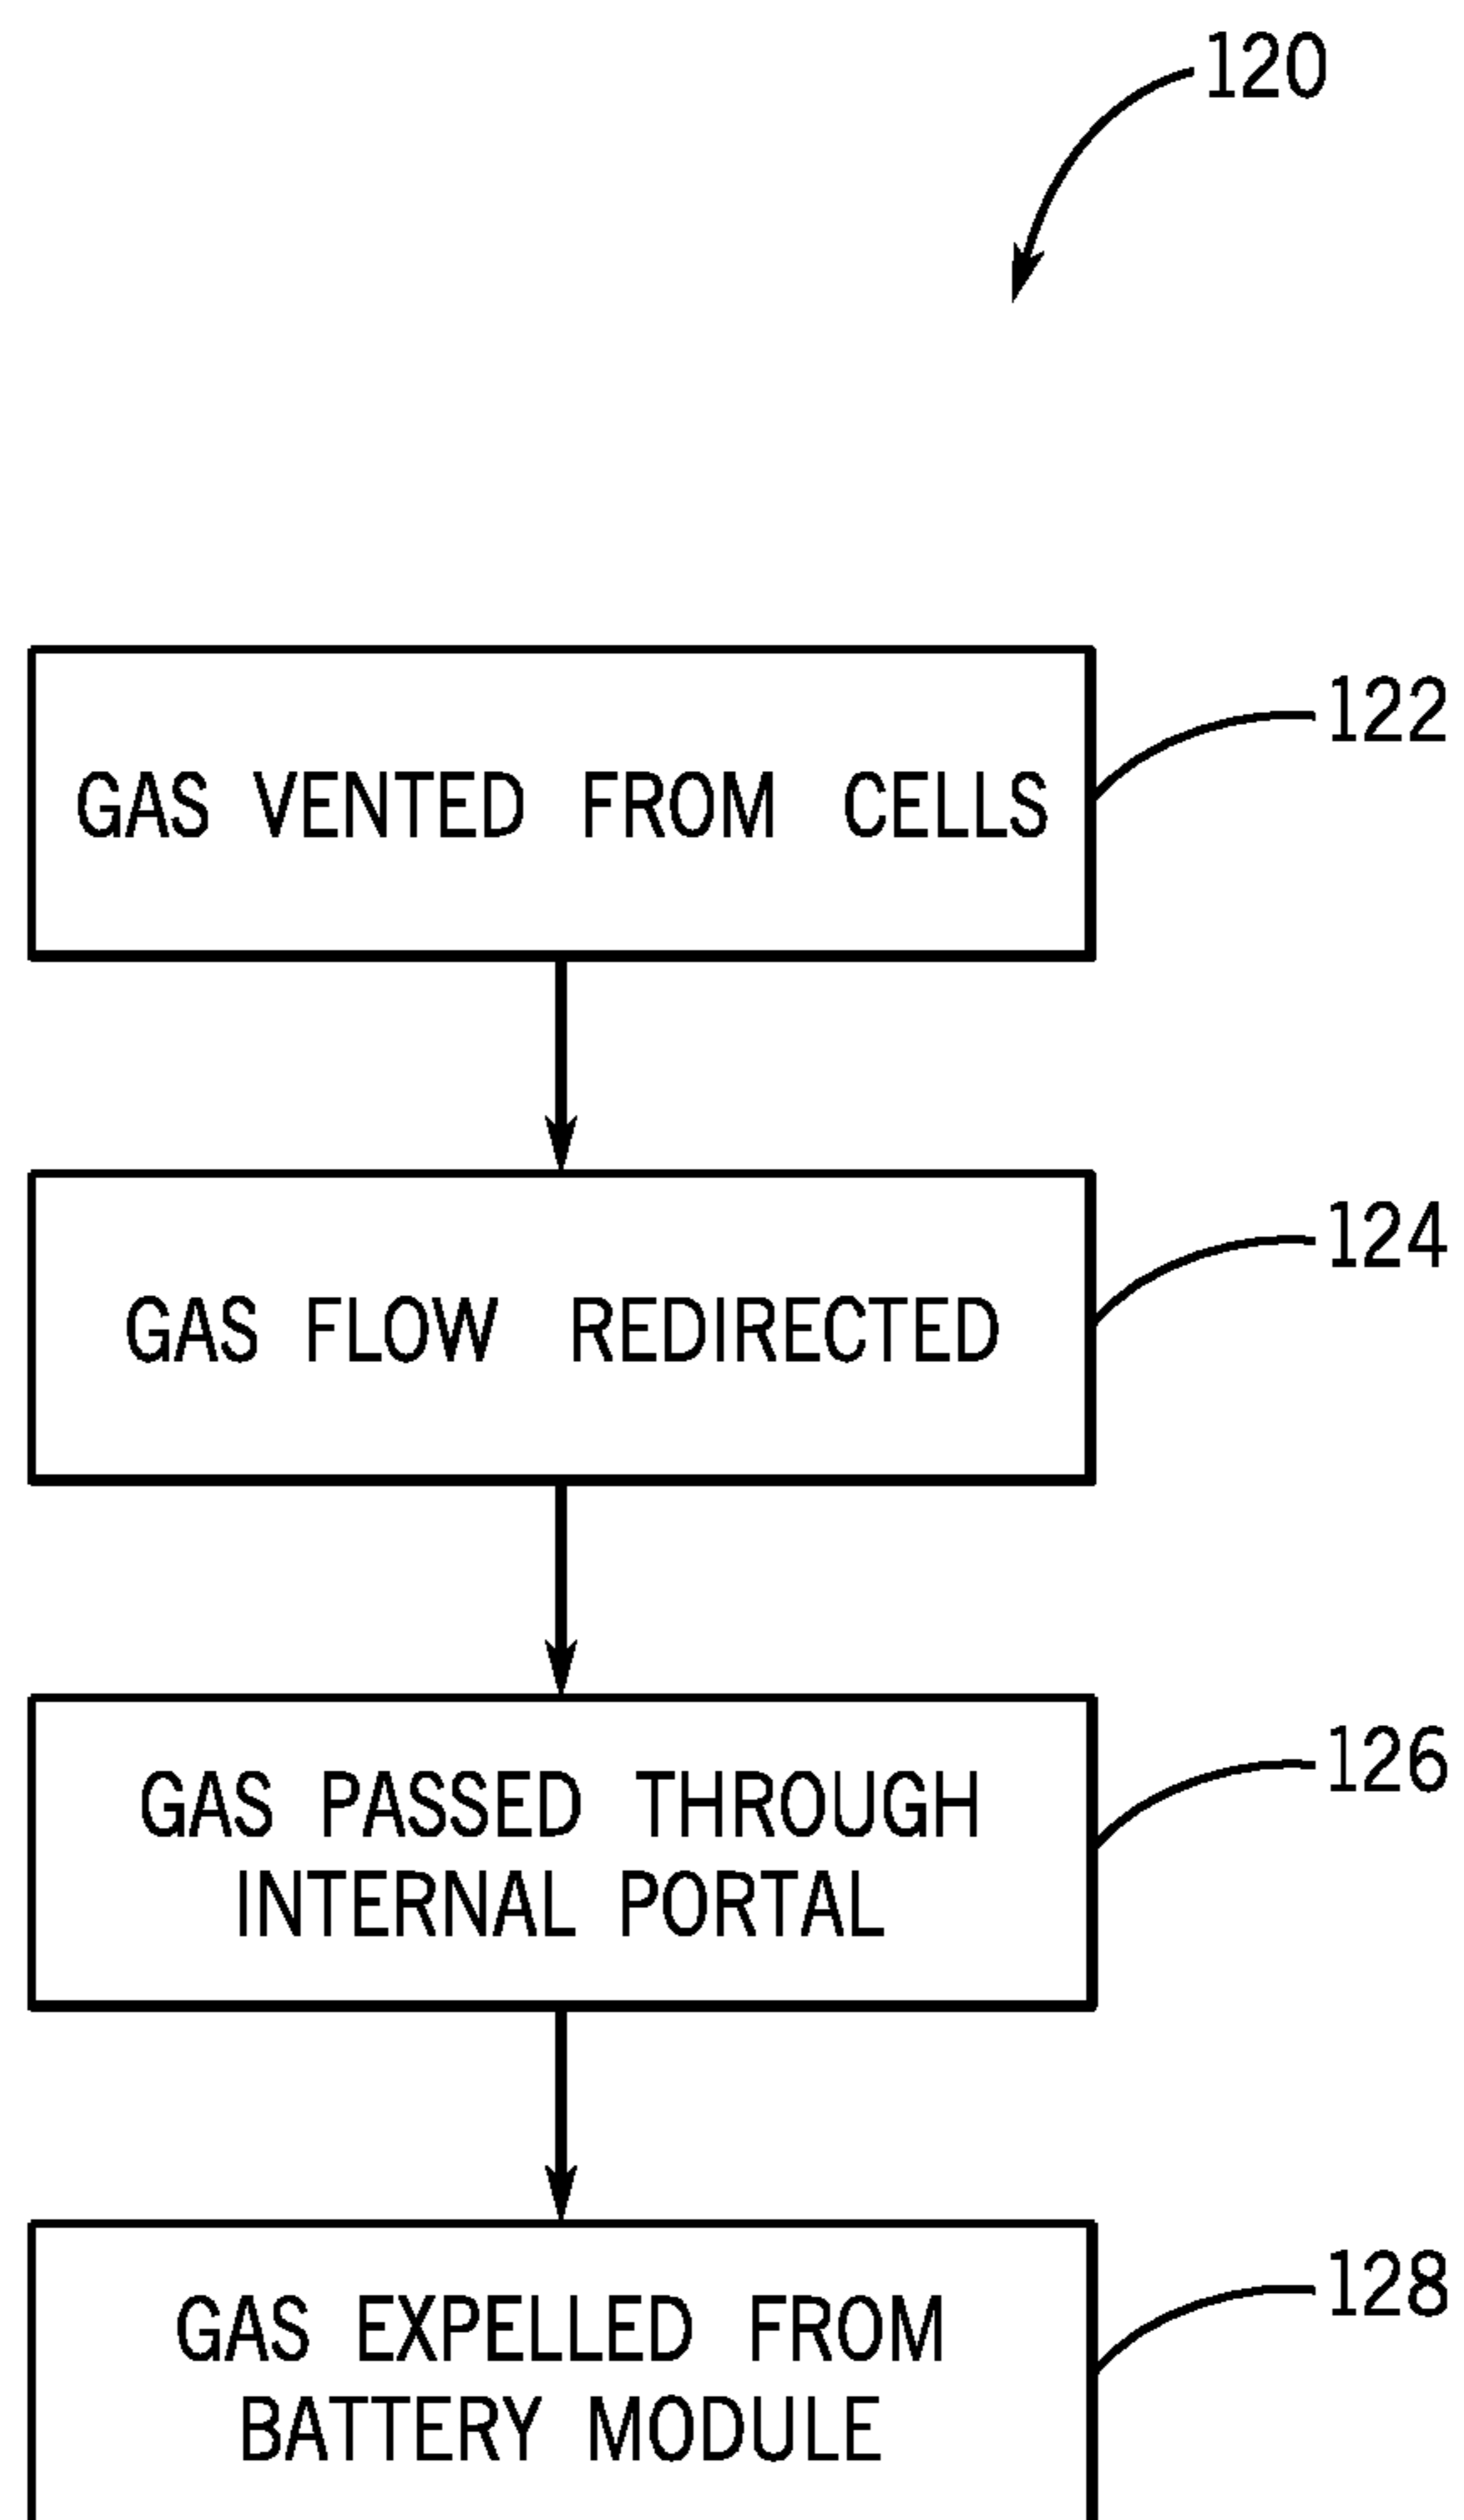 120
GAS VENTED FROM CELLS
122
GAS FLOW REDIRECTED
124
GAS PASSED THROUGH
INTERNAL PORTAL
126
GAS EXPELLED FROM
BATTERY MODULE
128